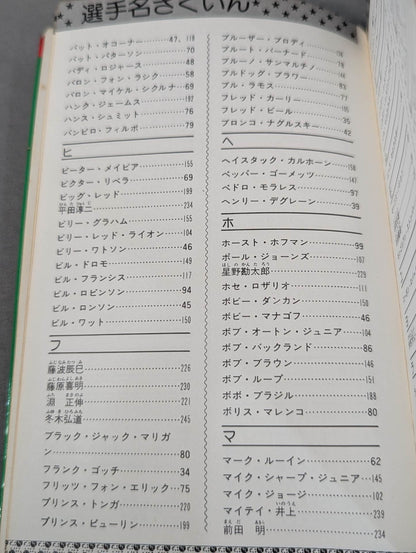 選手名さくいん
パット・オコーナー 47、118
パット・パターソン 70
バディ・ロジャース 48
バロン・フォン・ラシク 58
バロン・マイケル・シクルナ 69
ハンク・ジェームス 197
ハンス・シュミット 76
バンピロ・フィルポ 79
ヒ
ピーター・メイビア 155
ビクター・リベラ 69
ビッグ・レッド 199
平田淳二 234
ビリー・グラハム 155
ビリー・レッド・ライオン 104
ビリー・ワトソン 46
ビル・ドロモ 149
ビル・フランシス 117
ビル・ロビンソン 94
ビル・ロンソン 45
ビル・ワット 150
フ
藤波辰巳 226
藤原喜明 230
淵 正伸 221
冬木弘道 245
ブラック・ジャック・マリガ
ン 80
フランク・ゴッチ 34
フリッツ・フォン・エリック 75
プリンス・トンガ 220
プリンス・ピューリン 199
ブルーザー・ブロディ
ブルート・バーナード
ブルーノ・サンマルチノ
ブルドッグ・ブラワー
ブル・ラモス
フレッド・カーリー 77
フレッド・ビール
ブロンコ・ナグルスキー 42
ヘ
ヘイスタック・カルホーン 156
ペッパー・ゴーメッツ 147
ペドロ・モラレス 90
ヘンリー・デグレーン 39
ホ
ホースト・ホフマン 99
ポール・ジョーンズ 107
星野勘太郎 229
ホセ・ロザリオ 111
ボビー・ダンカン 150
ボビー・マナゴフ 46
ボブ・オートン・ジュニア 164
ボブ・バックランド 86
ボブ・ブラウン 146
ボブ・ループ 151
ボボ・ブラジル 167
ボリス・マレンコ 80
マ
マーク・ルーイン 62
マイク・シャープ・ジュニア 145
マイク・ジョージ 102
マイテイ・井上 239
前田 明 234